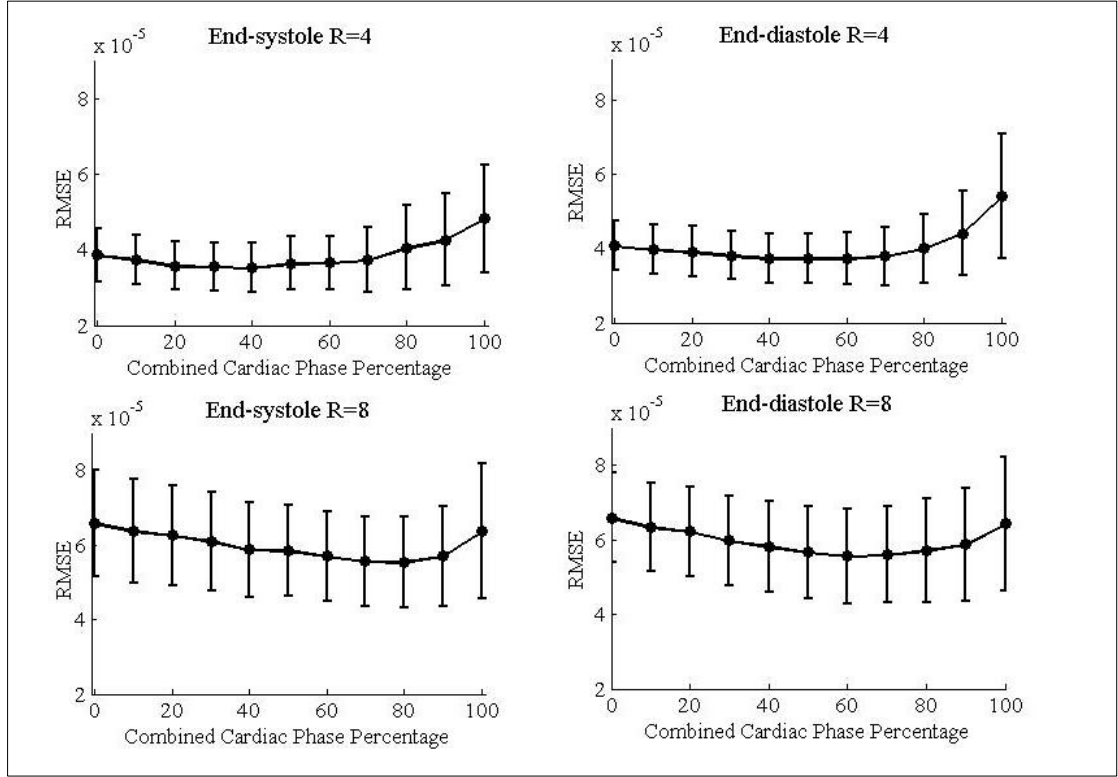 End-systole R=4
x 10^-5
8
6
4
2
RMSE
0 20 40 60 80 100
Combined Cardiac Phase Percentage
End-diastole R=4
x 10^-5
8
6
4
2
RMSE
0 20 40 60 80 100
Combined Cardiac Phase Percentage
End-systole R=8
x 10^-5
8
6
4
2
RMSE
0 20 40 60 80 100
Combined Cardiac Phase Percentage
End-diastole R=8
x 10^-5
8
6
4
2
RMSE
0 20 40 60 80 100
Combined Cardiac Phase Percentage